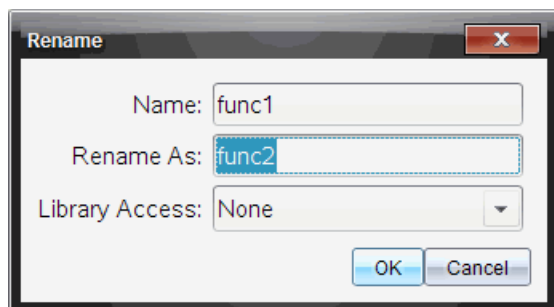 Rename
Name: func1
Rename As: func2
Library Access: None
OK Cancel